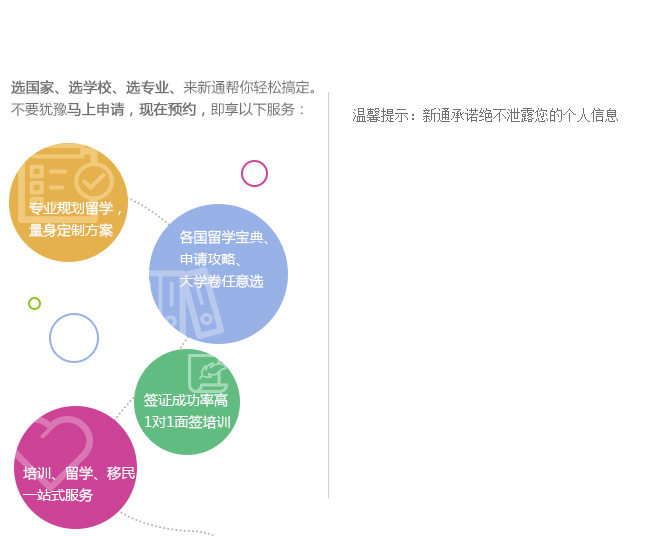 选国家、选学校、选专业、来新通帮你轻松搞定。
不要犹豫马上申请，现在预约，即享以下服务：
温馨提示：新通承诺绝不泄露您的个人信息
专业规划留学，
量身定制方案
各国留学宝典、
申请攻略、
大学卷任意选
签证成功率高
1对1面签培训
培训、留学、移民
一站式服务